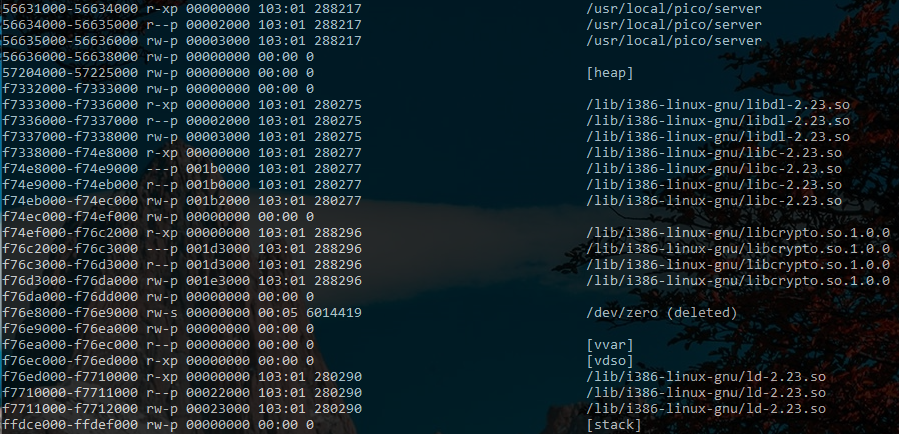 56631000-56634000 r-xp 00000000 103:01 288217 /usr/local/pico/server
56634000-56635000 r--p 00002000 103:01 288217 /usr/local/pico/server
56635000-56636000 rw-p 00003000 103:01 288217 /usr/local/pico/server
56636000-56638000 rw-p 00000000 00:00 0
57204000-57225000 rw-p 00000000 00:00 0 [heap]
f7332000-f7333000 rw-p 00000000 00:00 0
f7333000-f7336000 r-xp 00000000 103:01 280275 /lib/i386-linux-gnu/libdl-2.23.so
f7336000-f7337000 r--p 00002000 103:01 280275 /lib/i386-linux-gnu/libdl-2.23.so
f7337000-f7338000 rw-p 00003000 103:01 280275 /lib/i386-linux-gnu/libdl-2.23.so
f7338000-f74e8000 r-xp 00000000 103:01 280277 /lib/i386-linux-gnu/libc-2.23.so
f74e8000-f74e9000 ---p 001b0000 103:01 280277 /lib/i386-linux-gnu/libc-2.23.so
f74e9000-f74eb000 r--p 001b0000 103:01 280277 /lib/i386-linux-gnu/libc-2.23.so
f74eb000-f74ec000 rw-p 001b2000 103:01 280277 /lib/i386-linux-gnu/libc-2.23.so
f74ec000-f74ef000 rw-p 00000000 00:00 0
f74ef000-f76c2000 r-xp 00000000 103:01 288296 /lib/i386-linux-gnu/libcrypto.so.1.0.0
f76c2000-f76c3000 ---p 001d3000 103:01 288296 /lib/i386-linux-gnu/libcrypto.so.1.0.0
f76c3000-f76d3000 r--p 001d3000 103:01 288296 /lib/i386-linux-gnu/libcrypto.so.1.0.0
f76d3000-f76da000 rw-p 001e3000 103:01 288296 /lib/i386-linux-gnu/libcrypto.so.1.0.0
f76da000-f76dd000 rw-p 00000000 00:00 0
f76e8000-f76e9000 rw-s 00000000 00:05 6014419 /dev/zero (deleted)
f76e9000-f76ea000 rw-p 00000000 00:00 0
f76ea000-f76ec000 r--p 00000000 00:00 0 [vvar]
f76ec000-f76ed000 r-xp 00000000 00:00 0 [vdso]
f76ed000-f7710000 r-xp 00000000 103:01 280290 /lib/i386-linux-gnu/ld-2.23.so
f7710000-f7711000 r--p 00022000 103:01 280290 /lib/i386-linux-gnu/ld-2.23.so
f7711000-f7712000 rw-p 00023000 103:01 280290 /lib/i386-linux-gnu/ld-2.23.so
ffdce000-ffdef000 rw-p 00000000 00:00 0 [stack]